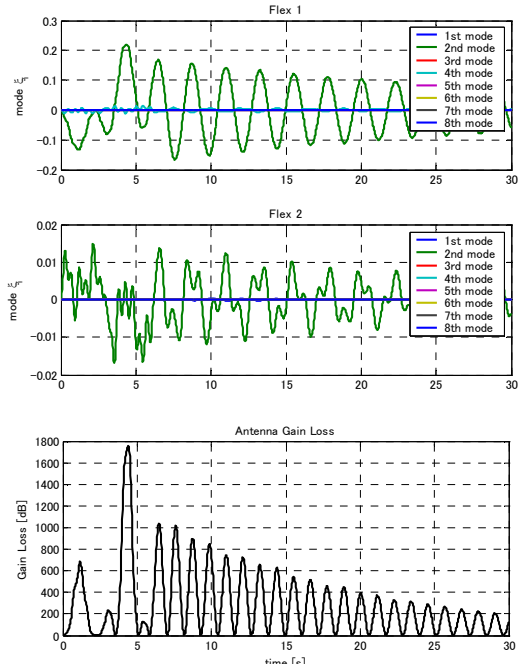 Flex 1
0.3
0.2
0.1
0
-0.1
-0.2
mode ξ
1st mode
2nd mode
3rd mode
4th mode
5th mode
6th mode
7th mode
8th mode
0 5 10 15 20 25 30
Flex 2
0.02
0.01
0
-0.01
-0.02
mode ξ
1st mode
2nd mode
3rd mode
4th mode
5th mode
6th mode
7th mode
8th mode
0 5 10 15 20 25 30
Antenna Gain Loss
1800
1600
1400
1200
1000
800
600
400
200
0
Gain Loss [dB]
0 5 10 15 20 25 30
time [s]